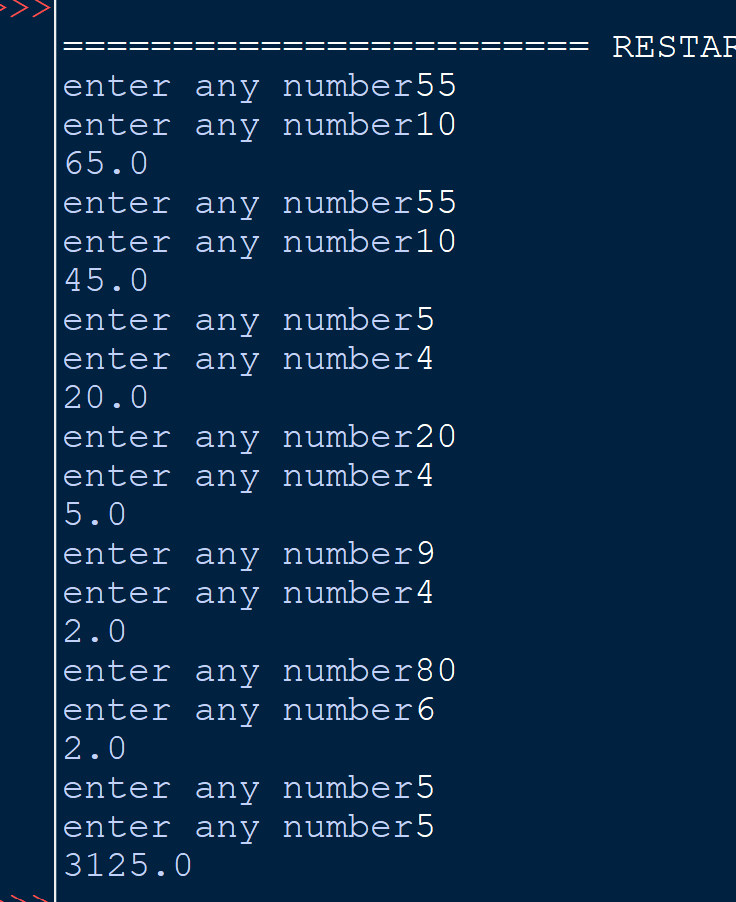 >>>
======================== RESTAR
enter any number55
enter any number10
65.0
enter any number55
enter any number10
45.0
enter any number5
enter any number4
20.0
enter any number20
enter any number4
5.0
enter any number9
enter any number4
2.0
enter any number80
enter any number6
2.0
enter any number5
enter any number5
3125.0
>>>